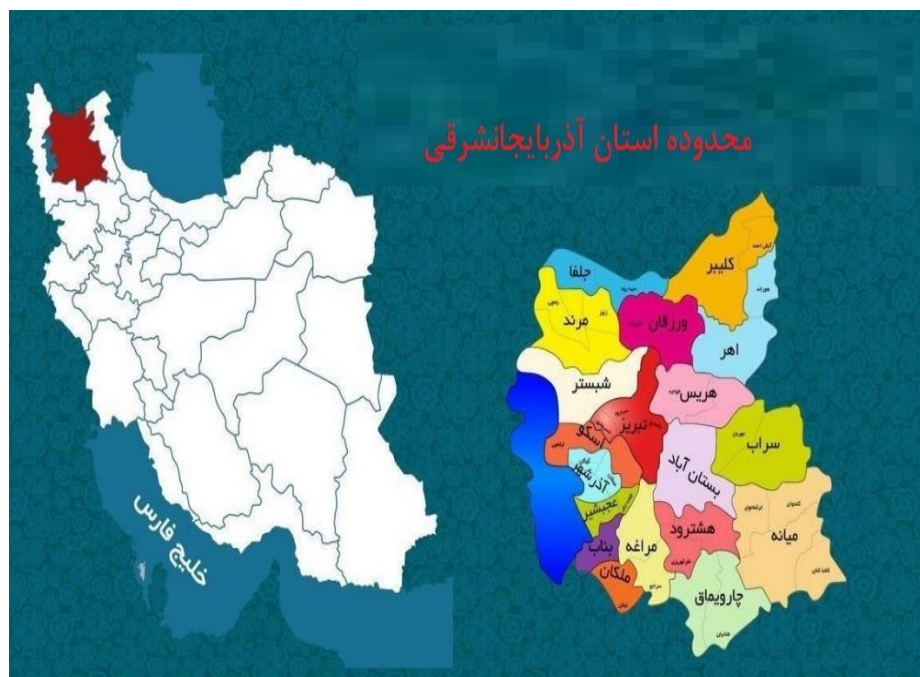 محدوده استان آذربایجانشرقی
خلیج فارس
کلیبر
جلفا
مرند
ورزقان
اهر
شبستر
هریس
تبریز
اسکو
سراب
بستان آباد
آذرشهر
عجبشیر
هشترود
میانه
مراغه
بناب
ملکان
چارویماق